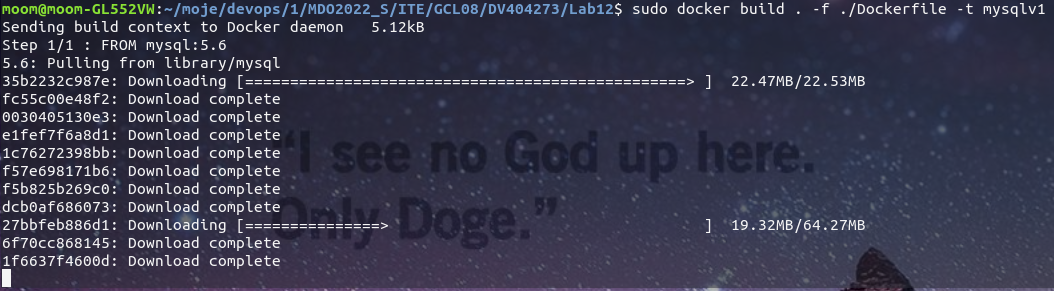 moom@moom-GL552VW:~/moje/devops/1/MDO2022_S/ITE/GCL08/DV404273/Lab12$ sudo docker build . -f ./Dockerfile -t mysqlv1
Sending build context to Docker daemon   5.12kB
Step 1/1 : FROM mysql:5.6
5.6: Pulling from library/mysql
35b2232c987e: Downloading [=================================================> ]  22.47MB/22.53MB
fc55c00e48f2: Download complete
0030405130e3: Download complete
e1fef7f6a8d1: Download complete
1c76272398bb: Download complete
f57e698171b6: Download complete
f5b825b269c0: Download complete
dcb0af686073: Download complete
27bbfeb886d1: Downloading [===============>                                   ]  19.32MB/64.27MB
6f70cc868145: Download complete
1f6637f4600d: Download complete
“I see no God up here.
Only Doge.”